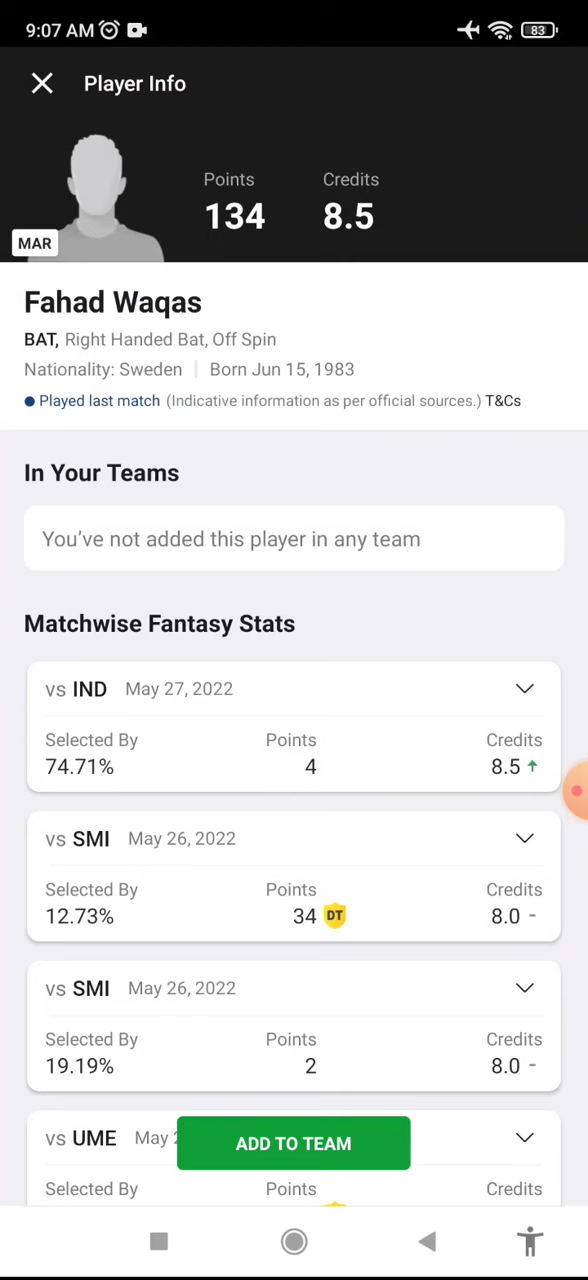 9:07 AM
83
Player Info
Points Credits
134 8.5
MAR
Fahad Waqas
BAT, Right Handed Bat, Off Spin
Nationality: Sweden Born Jun 15, 1983
Played last match (Indicative information as per official sources.) T&Cs
In Your Teams
You've not added this player in any team
Matchwise Fantasy Stats
vs IND May 27, 2022
Selected By Points Credits
74.71% 4 8.5
vs SMI May 26, 2022
Selected By Points Credits
12.73% 34 DT 8.0 -
vs SMI May 26, 2022
Selected By Points Credits
19.19% 2 8.0 -
vs UME May
ADD TO TEAM
Selected By Points Credits